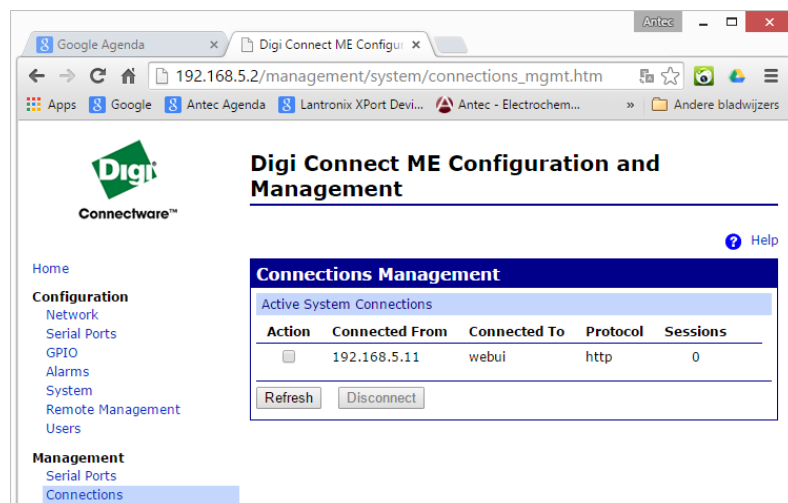 Antec
Google Agenda
Digi Connect ME Configur
192.168.5.2/management/system/connections_mgmt.htm
Apps Google Antec Agenda Lantronix XPort Devi... Antec - Electrochem... » Andere bladwijzers
Digi
Connectware™
Digi Connect ME Configuration and
Management
Help
Home
Configuration
Network
Serial Ports
GPIO
Alarms
System
Remote Management
Users
Management
Serial Ports
Connections
Connections Management
Active System Connections
Action Connected From Connected To Protocol Sessions
192.168.5.11 webui http 0
Refresh Disconnect